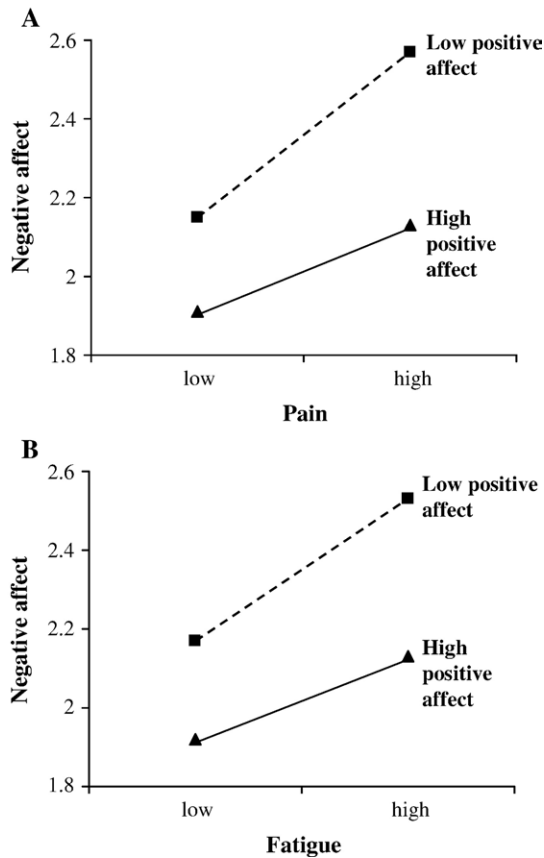 A
2.6
2.4
2.2
2
1.8
Negative affect
Low positive
affect
High
positive
affect
low
high
Pain
B
2.6
2.4
2.2
2
1.8
Negative affect
Low positive
affect
High
positive
affect
low
high
Fatigue